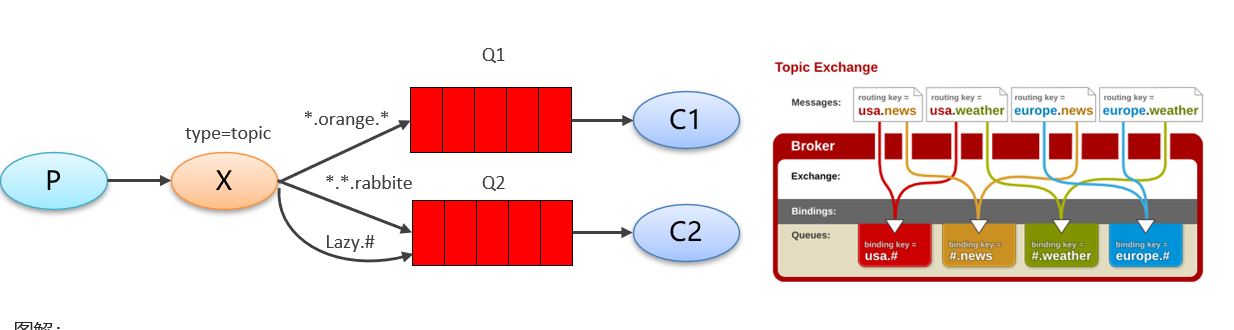 Q1
*.orange.*
type=topic
P
X
C1
*.*.rabbite
Q2
Lazy.#
C2
Topic Exchange
Messages:
routing key =
usa.news
routing key =
usa.weather
routing key =
europe.news
routing key =
europe.weather
Broker
Exchange:
Bindings:
Queues:
binding key =
usa.#
binding key =
#.news
binding key =
#.weather
binding key =
europe.#
图解：